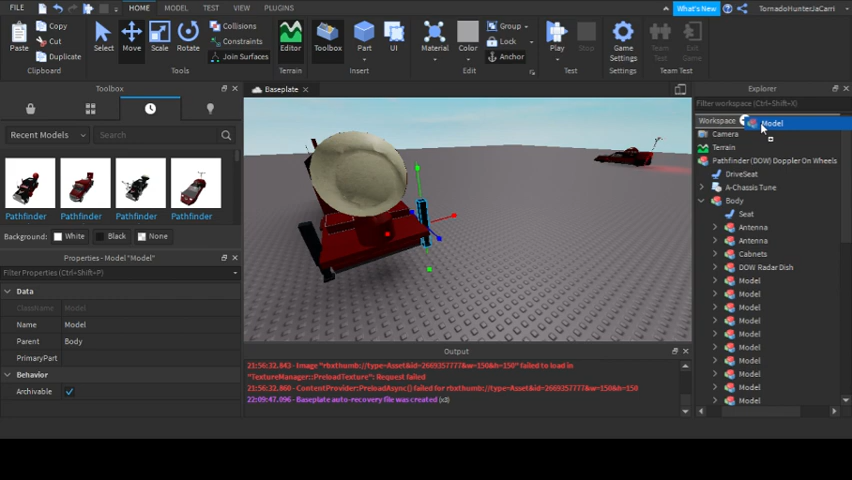 FILE
HOME MODEL TEST VIEW PLUGINS
What's New
TornadoHunterJaCarri
Copy
Cut
Duplicate
Paste
Clipboard
Select Move Scale Rotate
Collisions
Constraints
Join Surfaces
Tools
Editor
Terrain
Toolbox Part UI
Insert
Material Color
Group
Lock
Anchor
Edit
Play Stop
Test
Game Settings
Settings
Team Test Exit Game
Team Test
Toolbox
Recent Models
Search
Pathfinder Pathfinder Pathfinder Pathfinder
Background: White Black None
Properties - Model "Model"
Filter Properties (Ctrl+Shift+P)
Data
ClassName Model
Name Model
Parent Body
PrimaryPart
Behavior
Archivable
Baseplate
Output
21:56:32.843 - Image "rbxthumb://type=Asset&id=2669357777&w=150&h=150" failed to load in
"TextureManager::PreloadTexture": Request failed
21:56:32.860 - ContentProvider:PreloadAsync() failed for rbxthumb://type=Asset&id=2669357777&w=150&h=150
22:09:47.096 - Baseplate auto-recovery file was created (x3)
Explorer
Filter workspace (Ctrl+Shift+X)
Workspace
Model
Camera
Terrain
Pathfinder (DOW) Doppler On Wheels
DriveSeat
A-Chassis Tune
Body
Seat
Antenna
Antenna
Cabnets
DOW Radar Dish
Model
Model
Model
Model
Model
Model
Model
Model
Model
Model